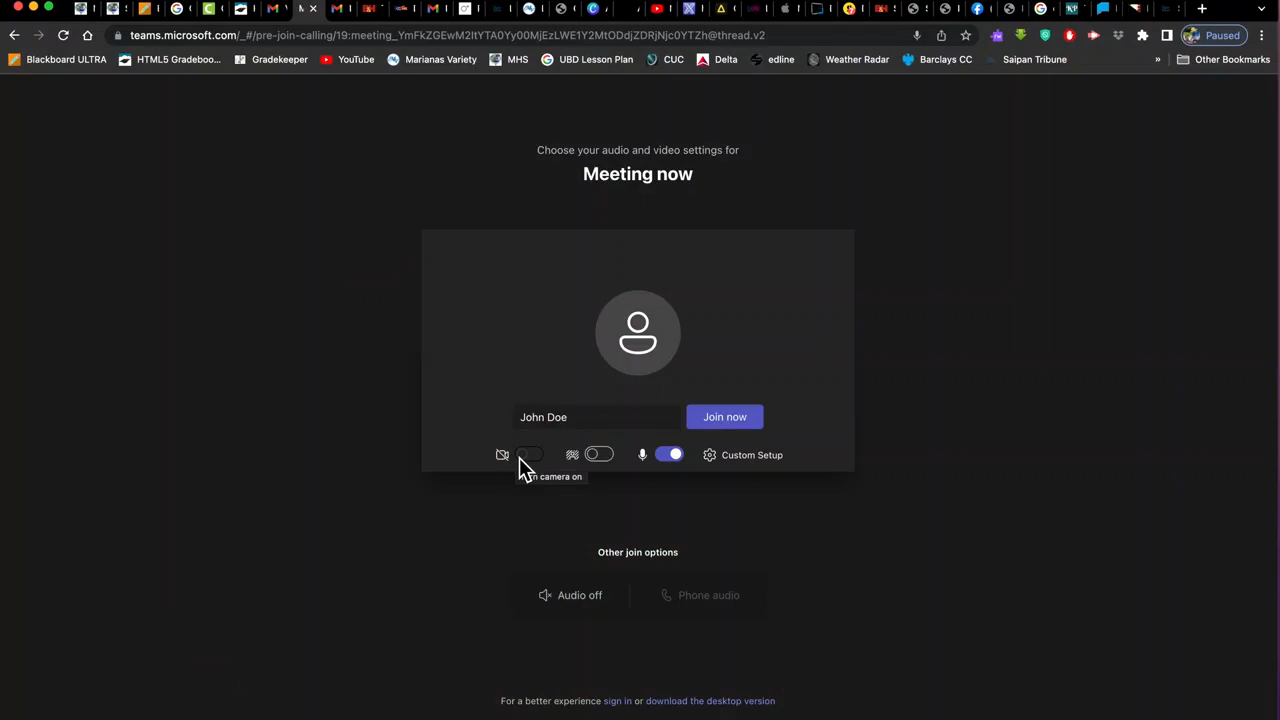 teams.microsoft.com/_#/pre-join-calling/19:meeting_YmFkZGEwM2ItYTA0Yy00MjEzLWE1Y2MtODdjZDRjNjc0YTZh@thread.v2
Paused
Blackboard ULTRA HTML5 Gradeboo... Gradekeeper YouTube Marianas Variety MHS UBD Lesson Plan CUC Delta edline Weather Radar Barclays CC Saipan Tribune » Other Bookmarks
Choose your audio and video settings for
Meeting now
John Doe
Join now
Custom Setup
camera on
Other join options
Audio off
Phone audio
For a better experience sign in or download the desktop version